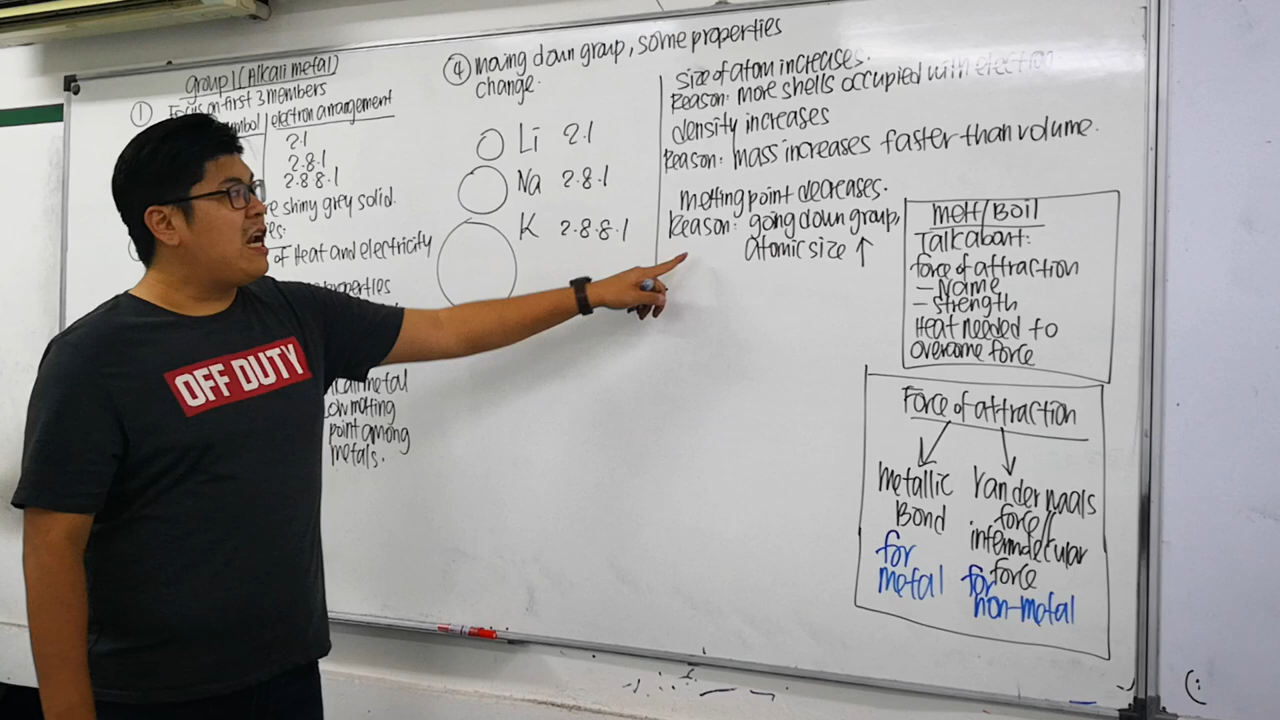 group 1 (Alkali metal)
①
Focus on first 3 members
symbol electron arrangement
2.1
2.8.1
2.8.8.1
shiny grey solid.
of Heat and electricity
properties
metal
low melting
point among
metals.
④ moving down group, some properties
change.
Li 2.1
Na 2.8.1
K 2.8.8.1
size of atom increases.
Reason: more shells occupied with electron
density increases
Reason: mass increases faster than volume.
melting point decreases.
Reason: going down group,
atomic size ↑
melt/Boil
Talk about:
force of attraction
- Name
- strength
Heat needed to
overcome force
Force of attraction
metallic
Bond
for
metal
Van der Waals
force//
intermolecular
force
for
non-metal
OFF DUTY